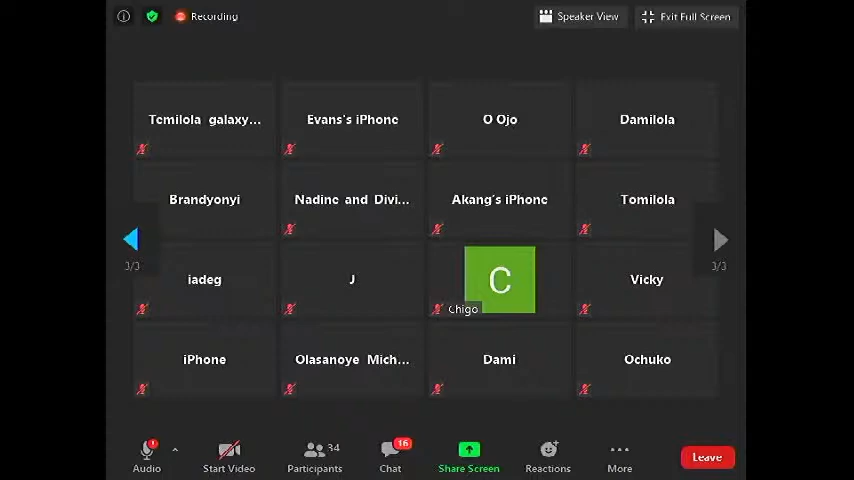 Recording
Speaker View
Exit Full Screen
Temilola galaxy...
Evans's iPhone
O Ojo
Damilola
Brandyonyi
Nadine and Divi...
Akang's iPhone
Tomilola
3/3
3/3
iadeg
J
C
Chigo
Vicky
iPhone
Olasanoye Mich...
Dami
Ochuko
34
16
Audio
Start Video
Participants
Chat
Share Screen
Reactions
More
Leave